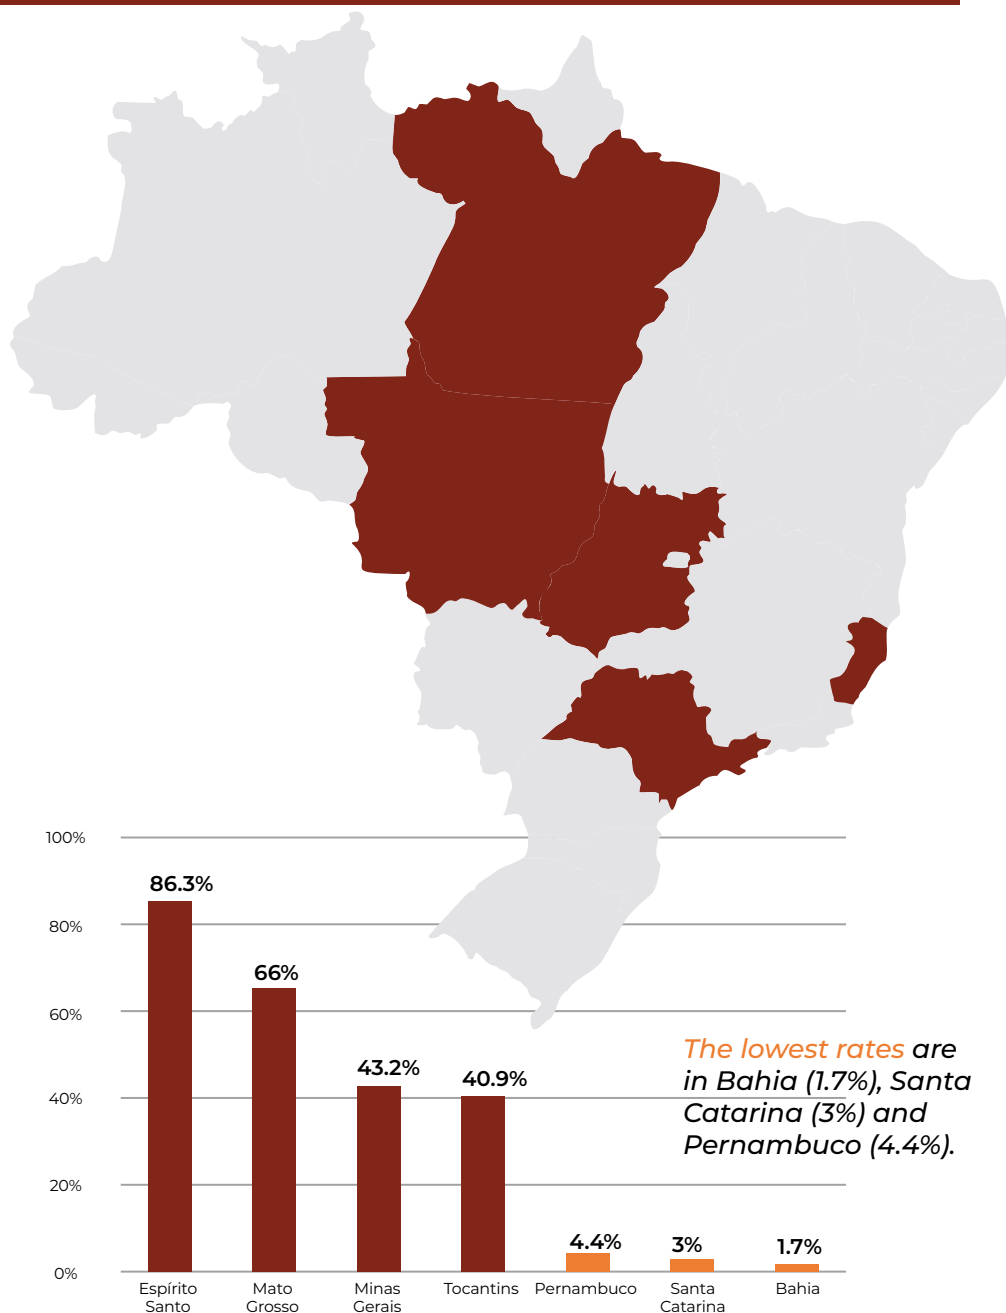 100%
86.3%
80%
66%
60%
The lowest rates are
in Bahia (1.7%), Santa
Catarina (3%) and
Pernambuco (4.4%).
43.2%
40.9%
40%
20%
4.4%
3%
1.7%
0%
Espírito
Santo
Mato
Grosso
Minas
Gerais
Tocantins
Pernambuco
Santa
Catarina
Bahia